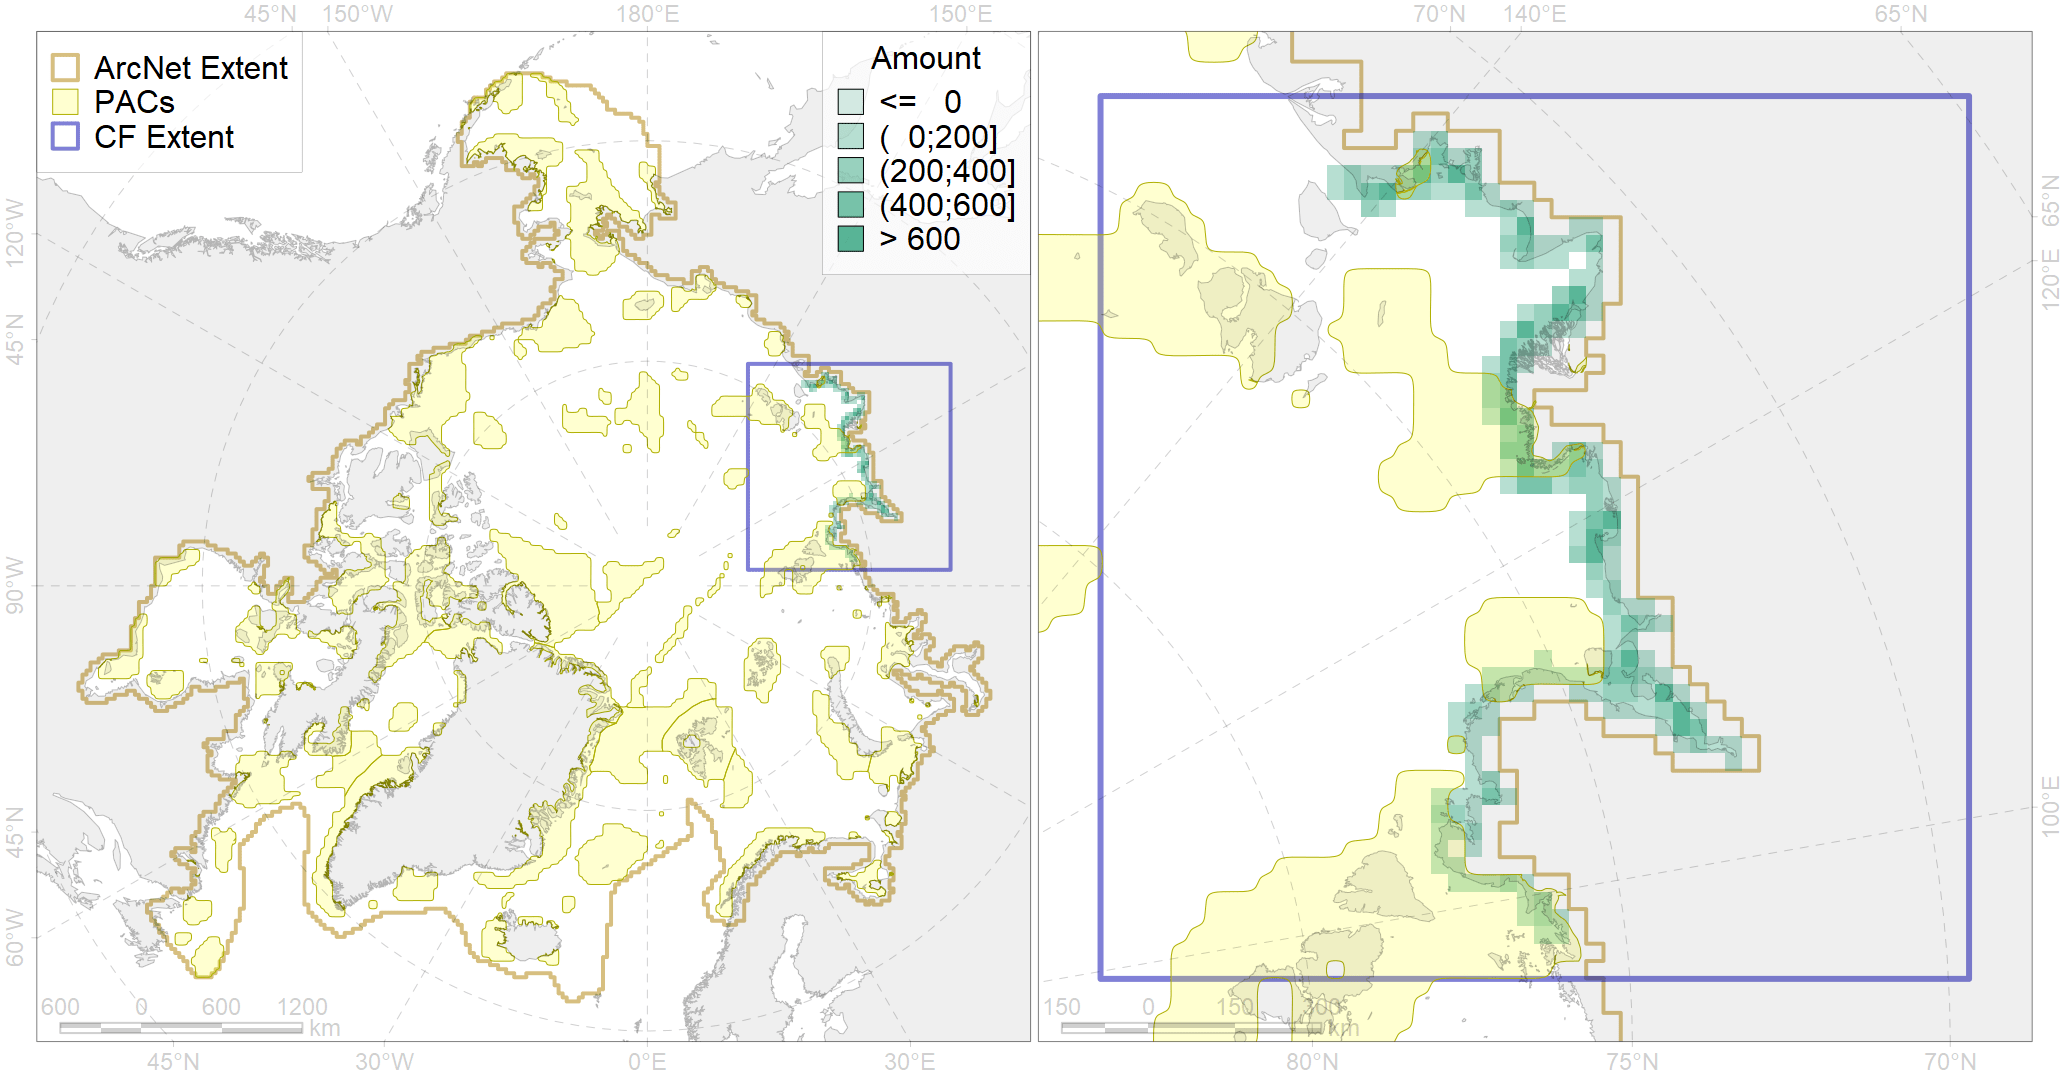 45°N 150°W 180°E 150°E 70°N 140°E 65°N
ArcNet Extent
PACs
CF Extent
Amount
<= 0
( 0;200]
(200;400]
(400;600]
> 600
120°W
45°N
90°W
45°N
60°W
65°N
120°E
100°E
600 0 600 1200
km
150 0 150 300
km
45°N 30°W 0°E 30°E 80°N 75°N 70°N